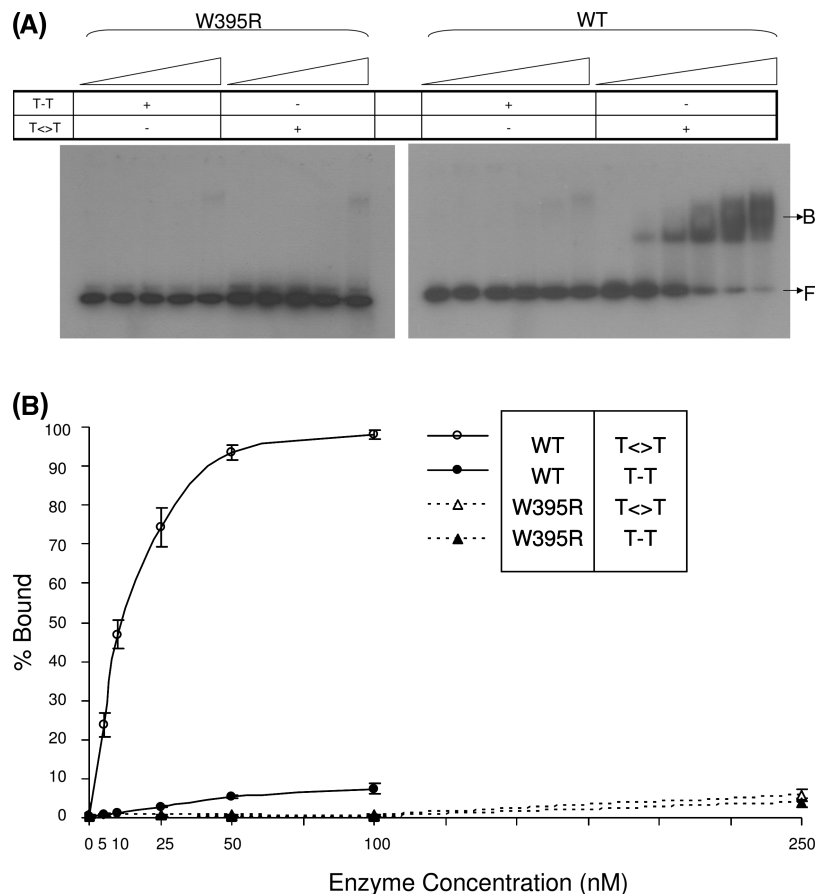 (A)
W395R WT
T-T + - + -
T<>T - + - +
B
F
(B)
100
90
80
70
60
50
40
30
20
10
0
% Bound
WT T<>T
WT T-T
W395R T<>T
W395R T-T
0 5 10 25 50 100 250
Enzyme Concentration (nM)